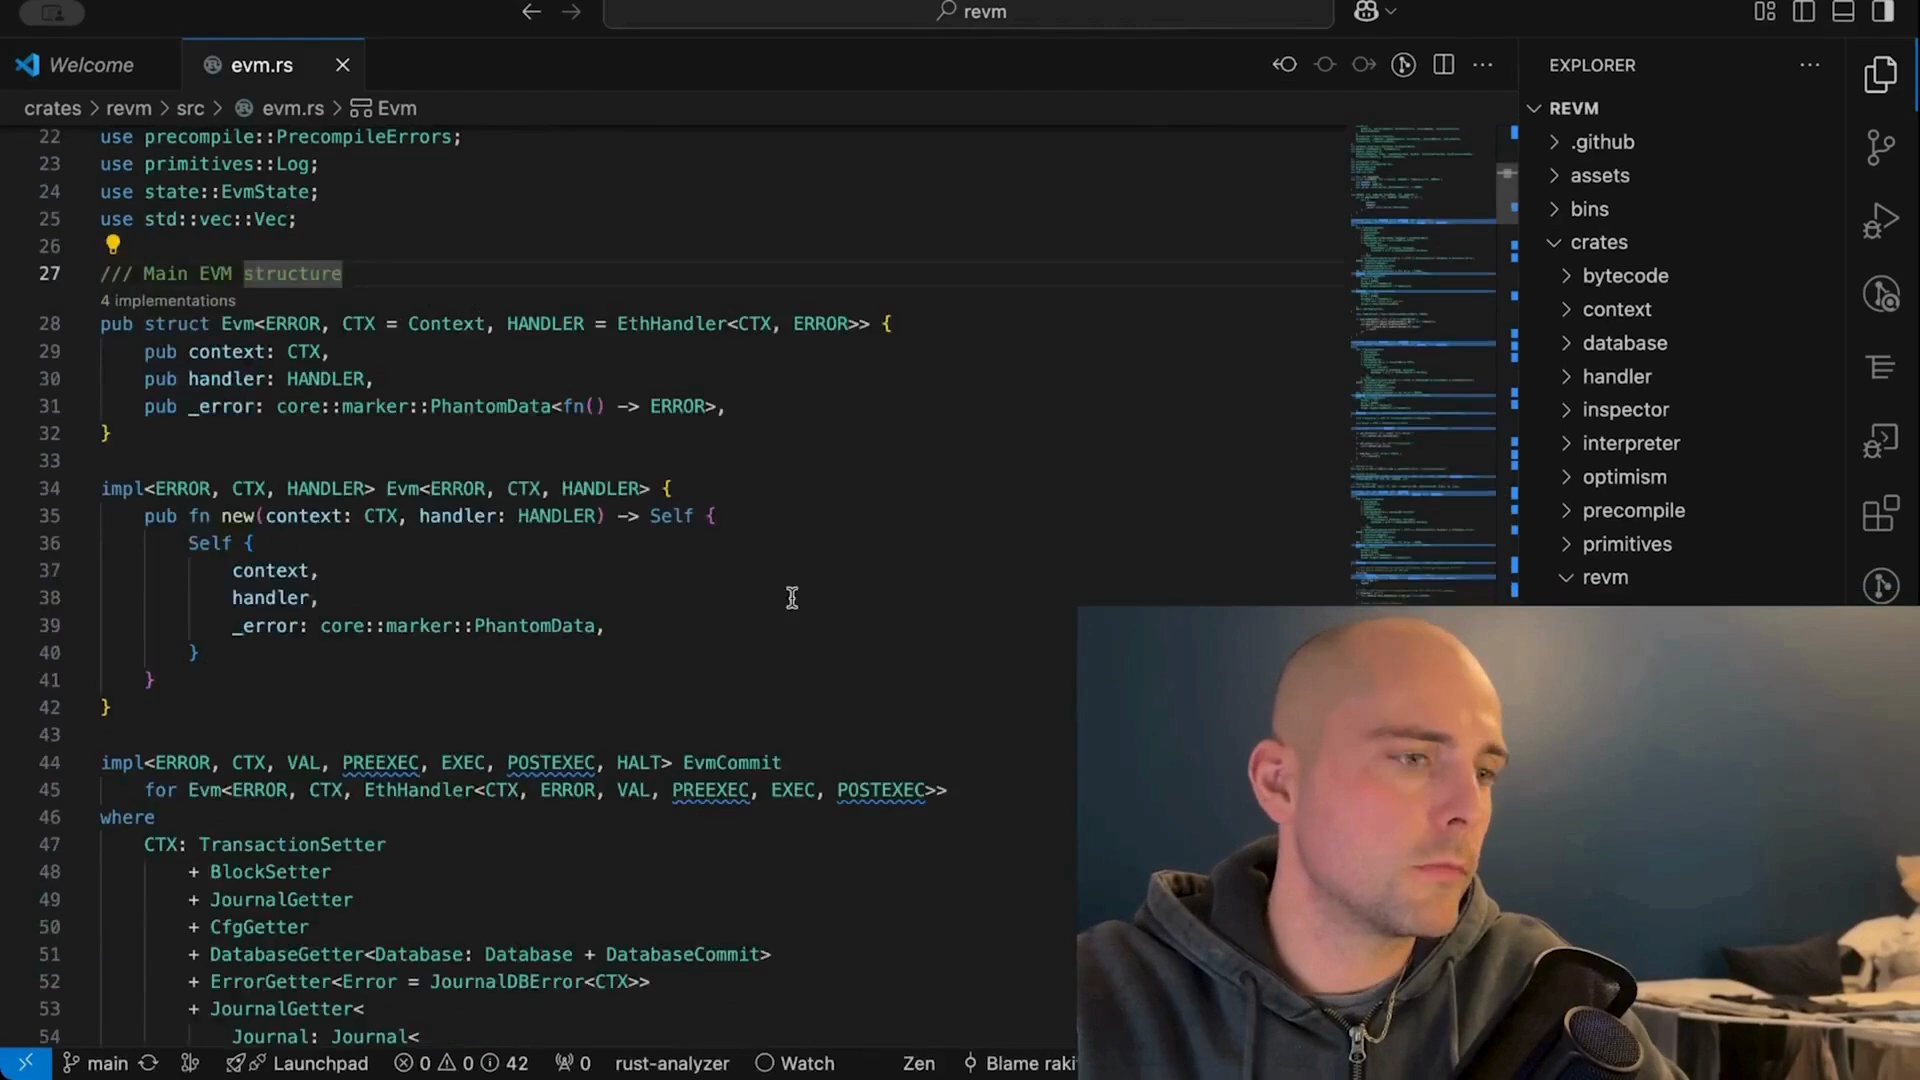 revm
Welcome
evm.rs
EXPLORER
crates > revm > src > evm.rs > Evm
REVM
.github
assets
bins
crates
bytecode
context
database
handler
inspector
interpreter
optimism
precompile
primitives
revm
22 use precompile::PrecompileErrors;
23 use primitives::Log;
24 use state::EvmState;
25 use std::vec::Vec;
26
27 /// Main EVM structure
4 implementations
28 pub struct Evm<ERROR, CTX = Context, HANDLER = EthHandler<CTX, ERROR>> {
29 pub context: CTX,
30 pub handler: HANDLER,
31 pub _error: core::marker::PhantomData<fn() -> ERROR>,
32 }
33
34 impl<ERROR, CTX, HANDLER> Evm<ERROR, CTX, HANDLER> {
35 pub fn new(context: CTX, handler: HANDLER) -> Self {
36 Self {
37 context,
38 handler,
39 _error: core::marker::PhantomData,
40 }
41 }
42 }
43
44 impl<ERROR, CTX, VAL, PREEXEC, EXEC, POSTEXEC, HALT> EvmCommit
45 for Evm<ERROR, CTX, EthHandler<CTX, ERROR, VAL, PREEXEC, EXEC, POSTEXEC>>
46 where
47 CTX: TransactionSetter
48 + BlockSetter
49 + JournalGetter
50 + CfgGetter
51 + DatabaseGetter<Database: Database + DatabaseCommit>
52 + ErrorGetter<Error = JournalDBError<CTX>>
53 + JournalGetter<
54 Journal: Journal<
main Launchpad 0 0 42 0 rust-analyzer Watch Zen Blame raki